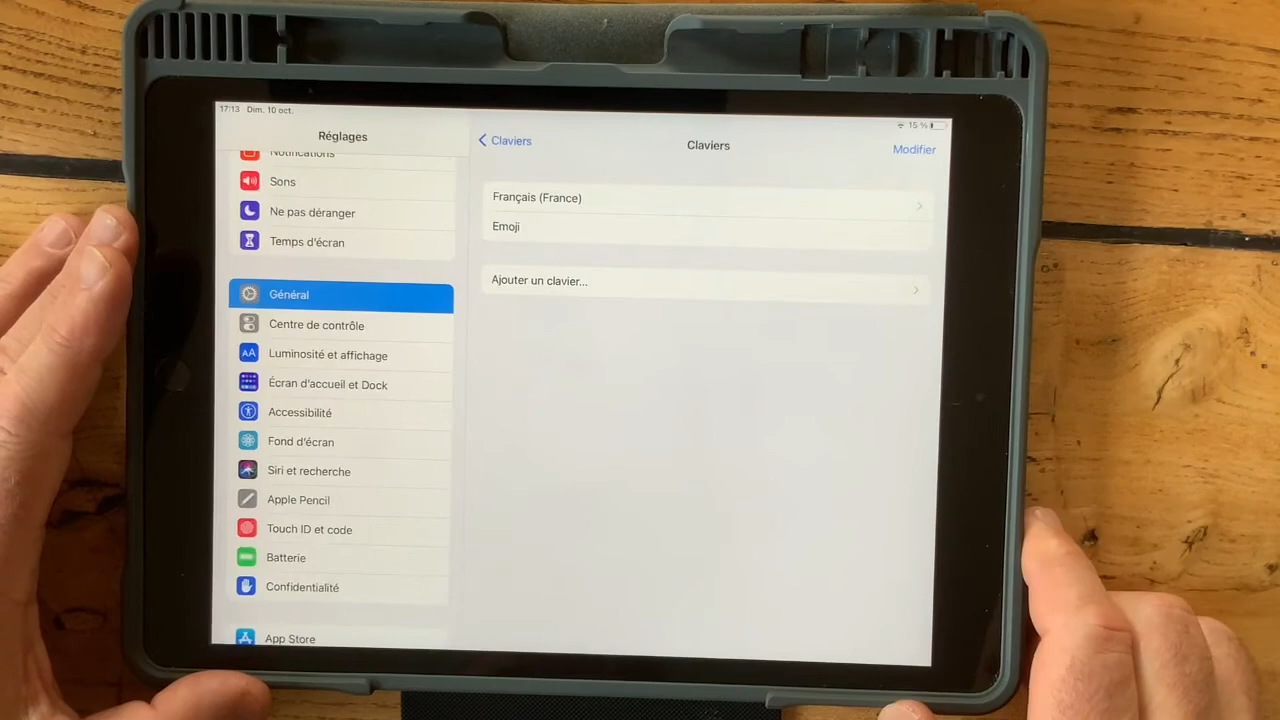 17:13 Dim. 10 oct.
15 %
Réglages
Notifications
Sons
Ne pas déranger
Temps d'écran
Général
Centre de contrôle
Luminosité et affichage
AA
Écran d'accueil et Dock
Accessibilité
Fond d'écran
Siri et recherche
Apple Pencil
Touch ID et code
Batterie
Confidentialité
App Store
Claviers
Claviers
Modifier
Français (France)
Emoji
Ajouter un clavier...